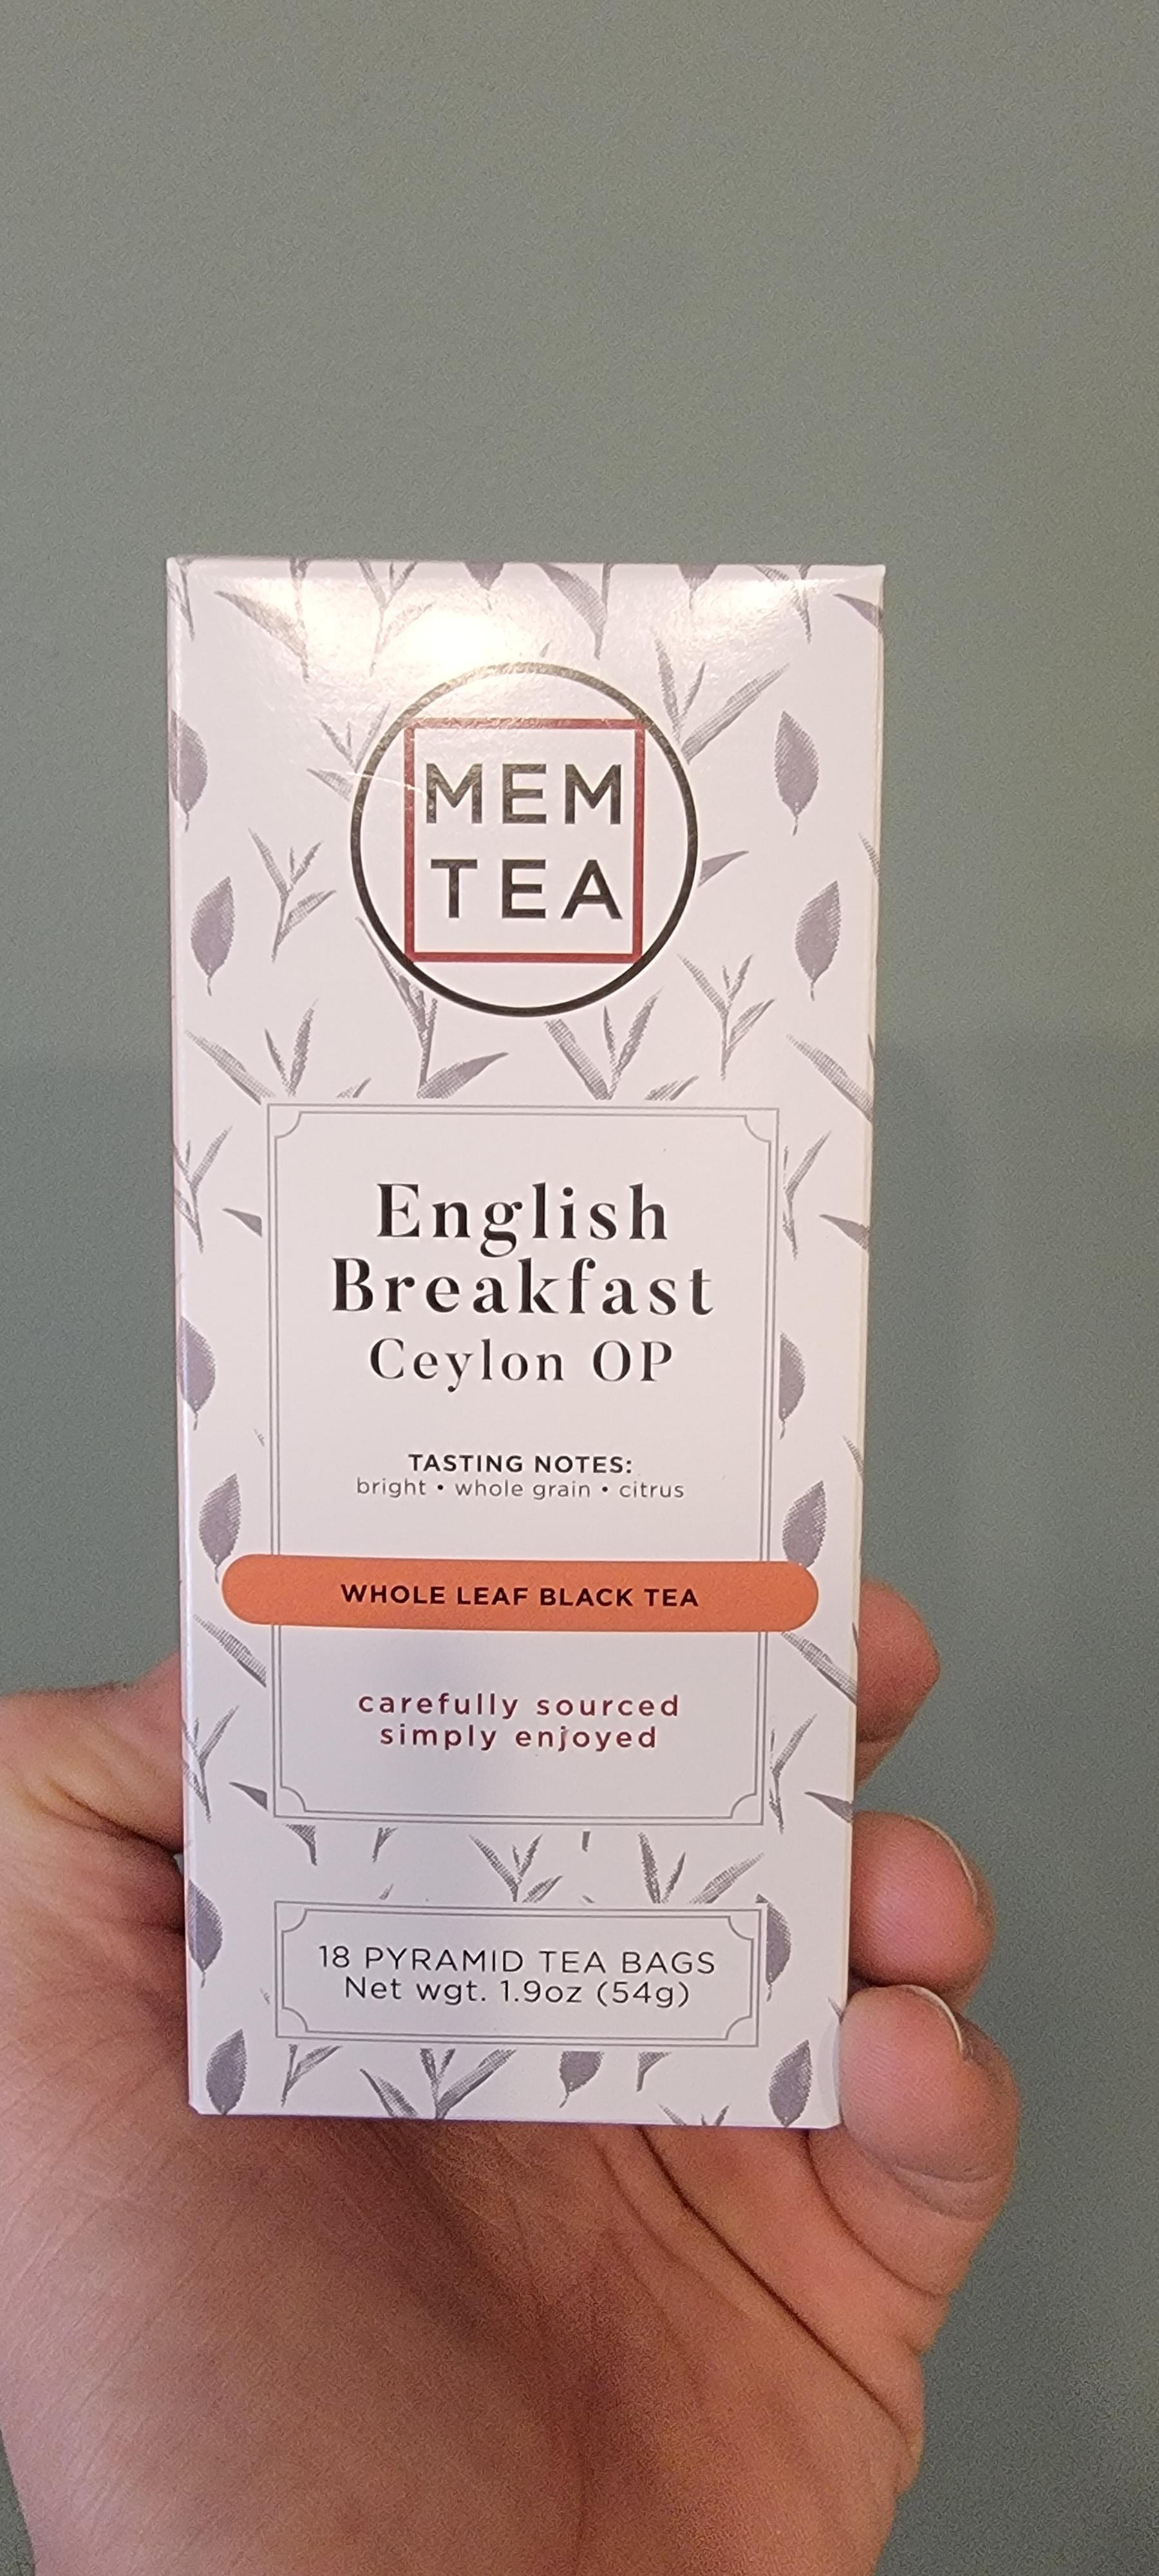 MEM
TEA
English
Breakfast
Ceylon OP
TASTING NOTES:
bright • whole grain • citrus
WHOLE LEAF BLACK TEA
carefully sourced
simply enjoyed
18 PYRAMID TEA BAGS
Net wgt. 1.9oz (54g)